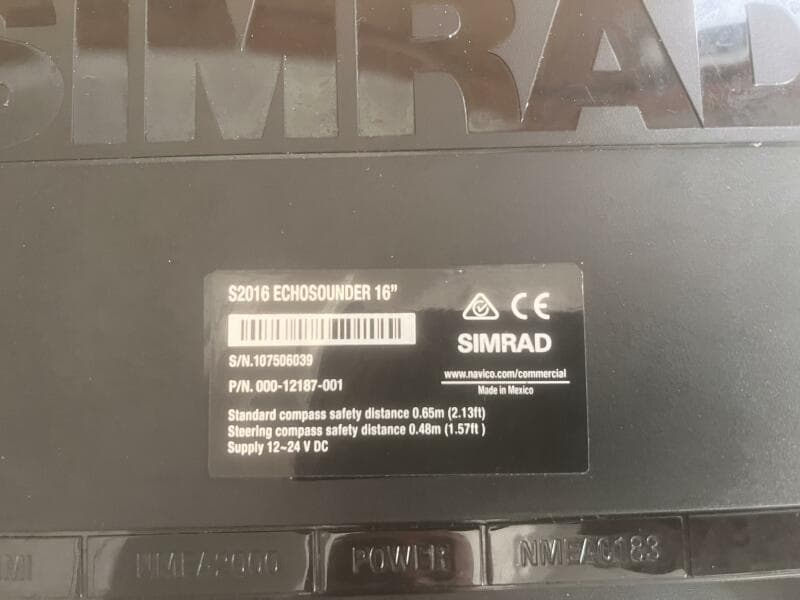 SIMRAD
S2016 ECHOSOUNDER 16”
CE
S/N.107506039
SIMRAD
P/N. 000-12187-001
www.navico.com/commercial
Made in Mexico
Standard compass safety distance 0.65m (2.13ft)
Steering compass safety distance 0.48m (1.57ft )
Supply 12~24 V DC
NMEA2000
POWER
NMEA0183